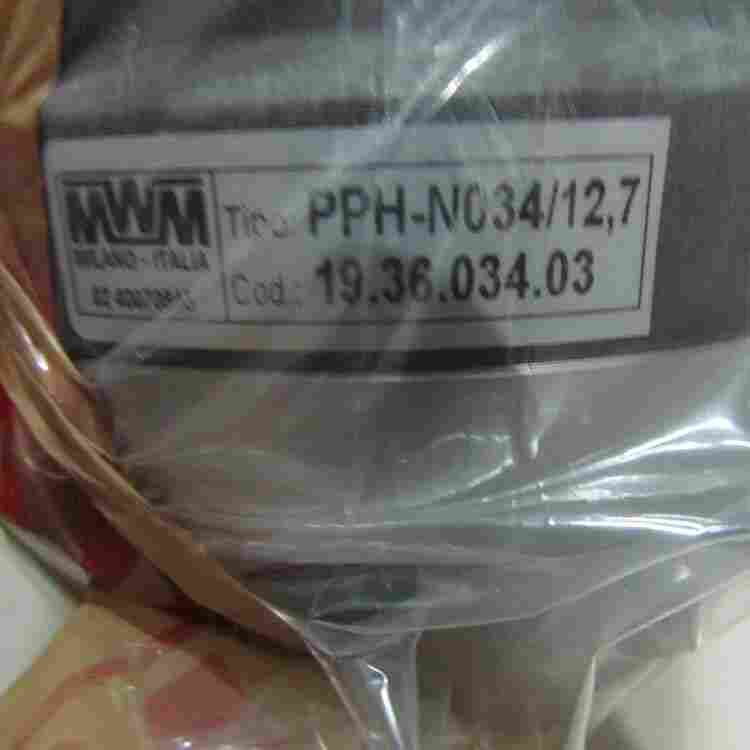 MWM
MILANO - ITALIA
Tipo: PPH-N034/12,7
Cod.: 19.36.034.03